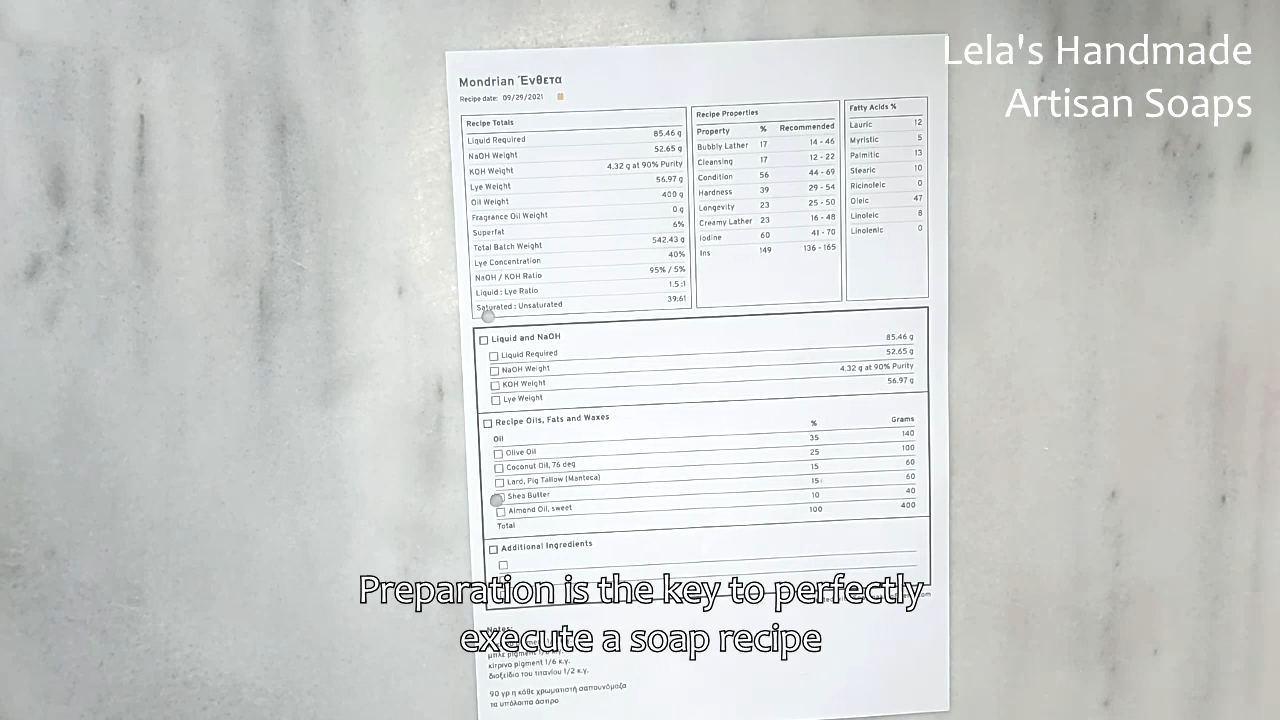 Lela's Handmade
Artisan Soaps
Mondrian Ένθετα
Recipe date: 09/29/2021
Recipe Totals
Liquid Required 85.46 g
NaOH Weight 52.65 g
KOH Weight 4.32 g at 90% Purity
Lye Weight 56.97 g
Oil Weight 400 g
Fragrance Oil Weight 0 g
Superfat 6%
Total Batch Weight 542.43 g
Lye Concentration 40%
NaOH / KOH Ratio 95% / 5%
Liquid : Lye Ratio 1.5 :1
Saturated : Unsaturated 39:61
Recipe Properties
Property % Recommended
Bubbly Lather 17 14 - 46
Cleansing 17 12 - 22
Condition 56 44 - 69
Hardness 39 29 - 54
Longevity 23 25 - 50
Creamy Lather 23 16 - 48
Iodine 60 41 - 70
Ins 149 136 - 165
Fatty Acids %
Lauric 12
Myristic 5
Palmitic 13
Stearic 10
Ricinoleic 0
Oleic 47
Linoleic 8
Linolenic 0
Liquid and NaOH
Liquid Required 85.46 g
NaOH Weight 52.65 g
KOH Weight 4.32 g at 90% Purity
Lye Weight 56.97 g
Recipe Oils, Fats and Waxes
Oil % Grams
Olive Oil 35 140
Coconut Oil, 76 deg 25 100
Lard, Pig Tallow (Manteca) 15 60
Shea Butter 15 60
Almond Oil, sweet 10 40
Total 100 400
Additional Ingredients
Preparation is the key to perfectly
execute a soap recipe
Notes:
μπλε pigment 1/6 κ.γ.
κίτρινο pigment 1/6 κ.γ.
διοξείδιο του τιτανίου 1/2 κ.γ.
90 γρ η κάθε χρωματιστή σαπουνόμαζα
τα υπόλοιπα άσπρο